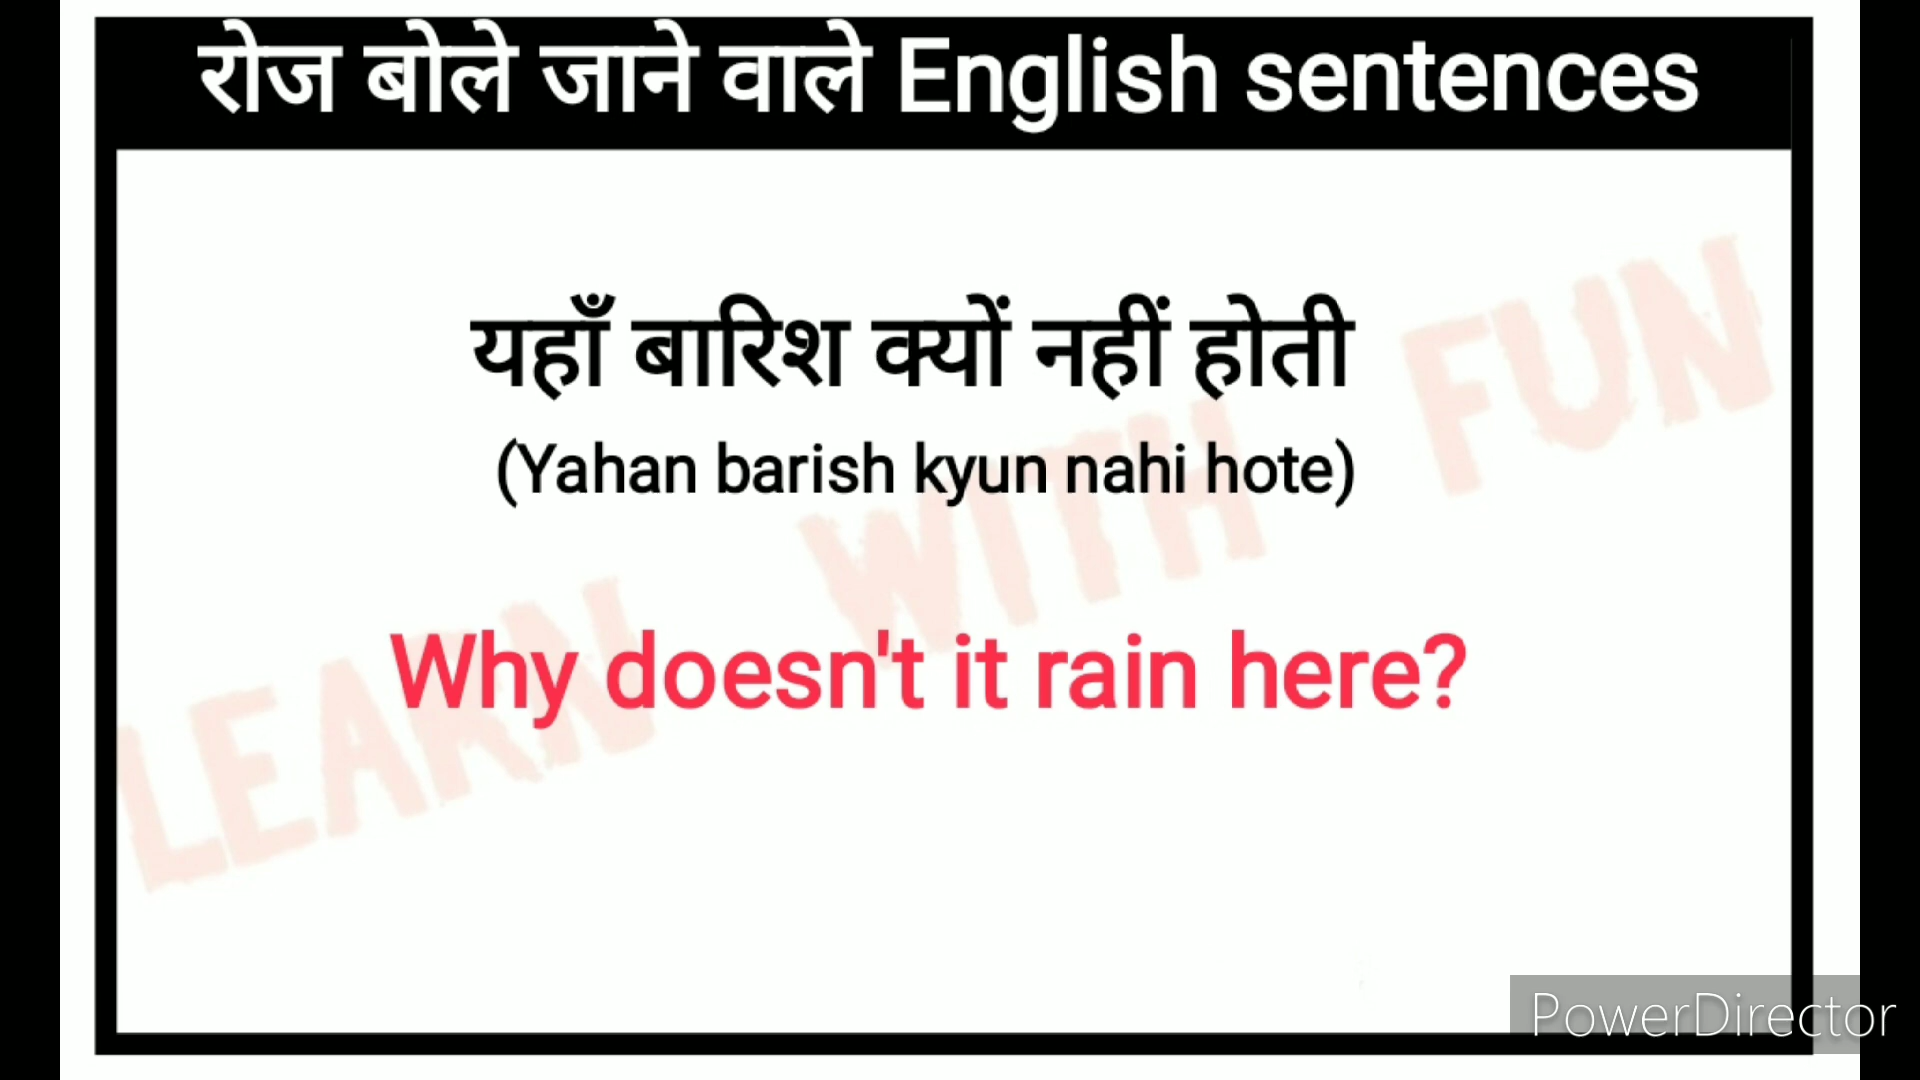 रोज बोले जाने वाले English sentences
यहाँ बारिश क्यों नहीं होती
(Yahan barish kyun nahi hote)
Why doesn't it rain here?
LEARN WITH FUN
PowerDirector